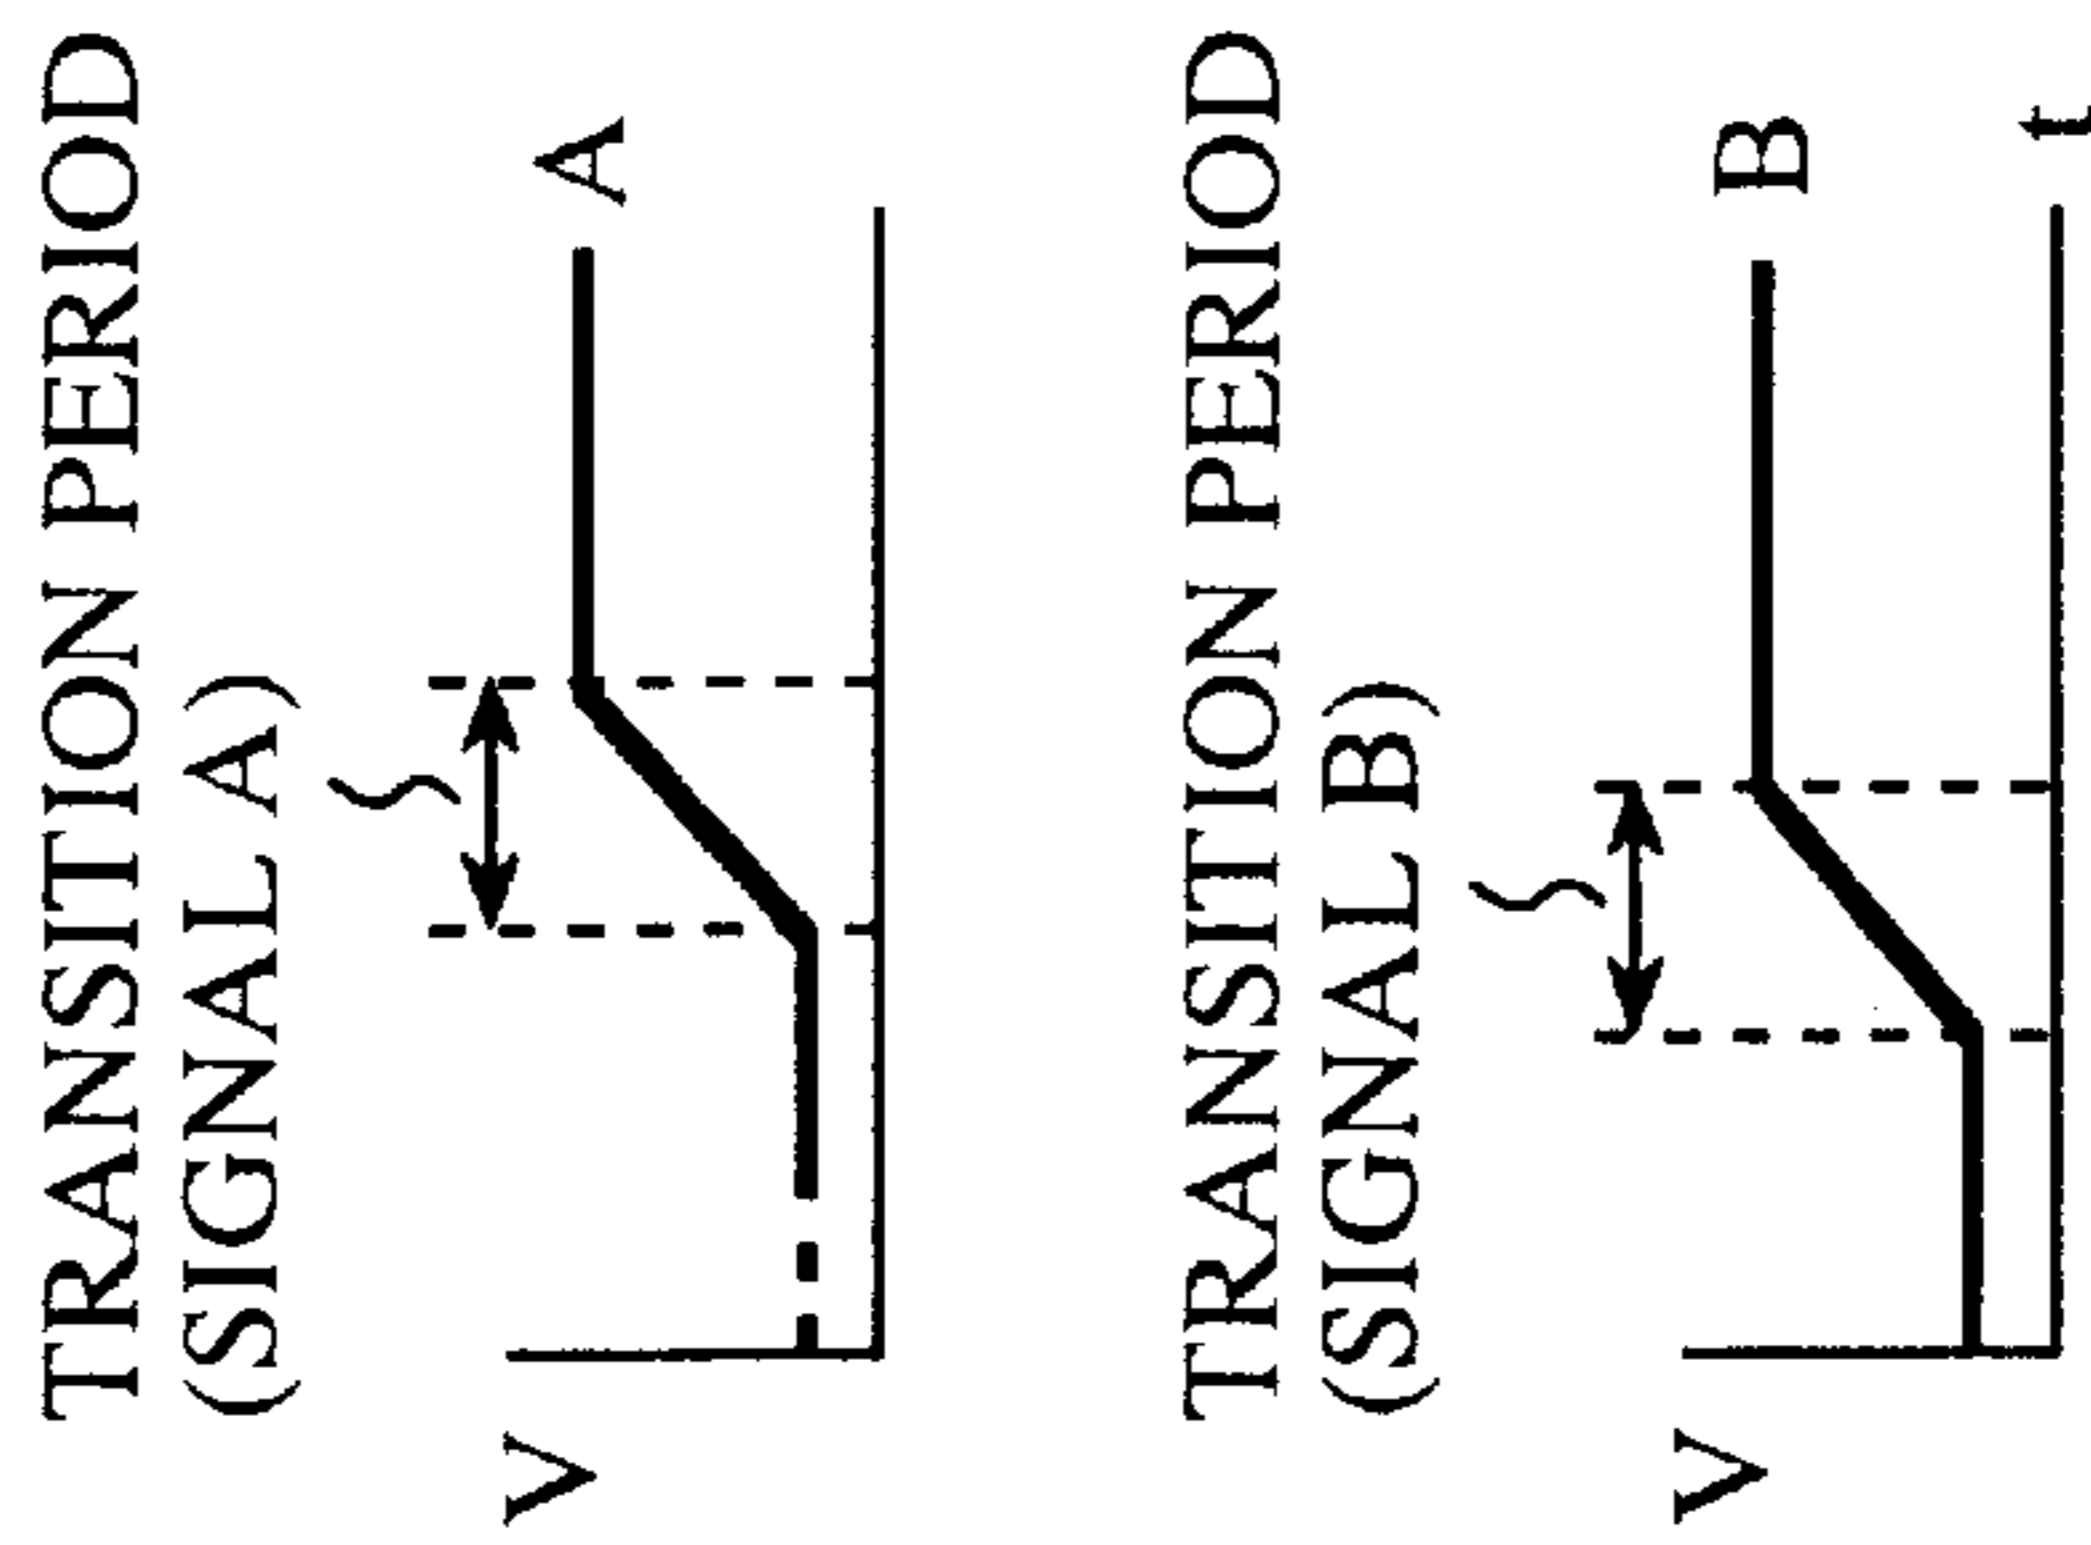 TRANSITION PERIOD
(SIGNAL A)
V
A
TRANSITION PERIOD
(SIGNAL B)
V
B
t